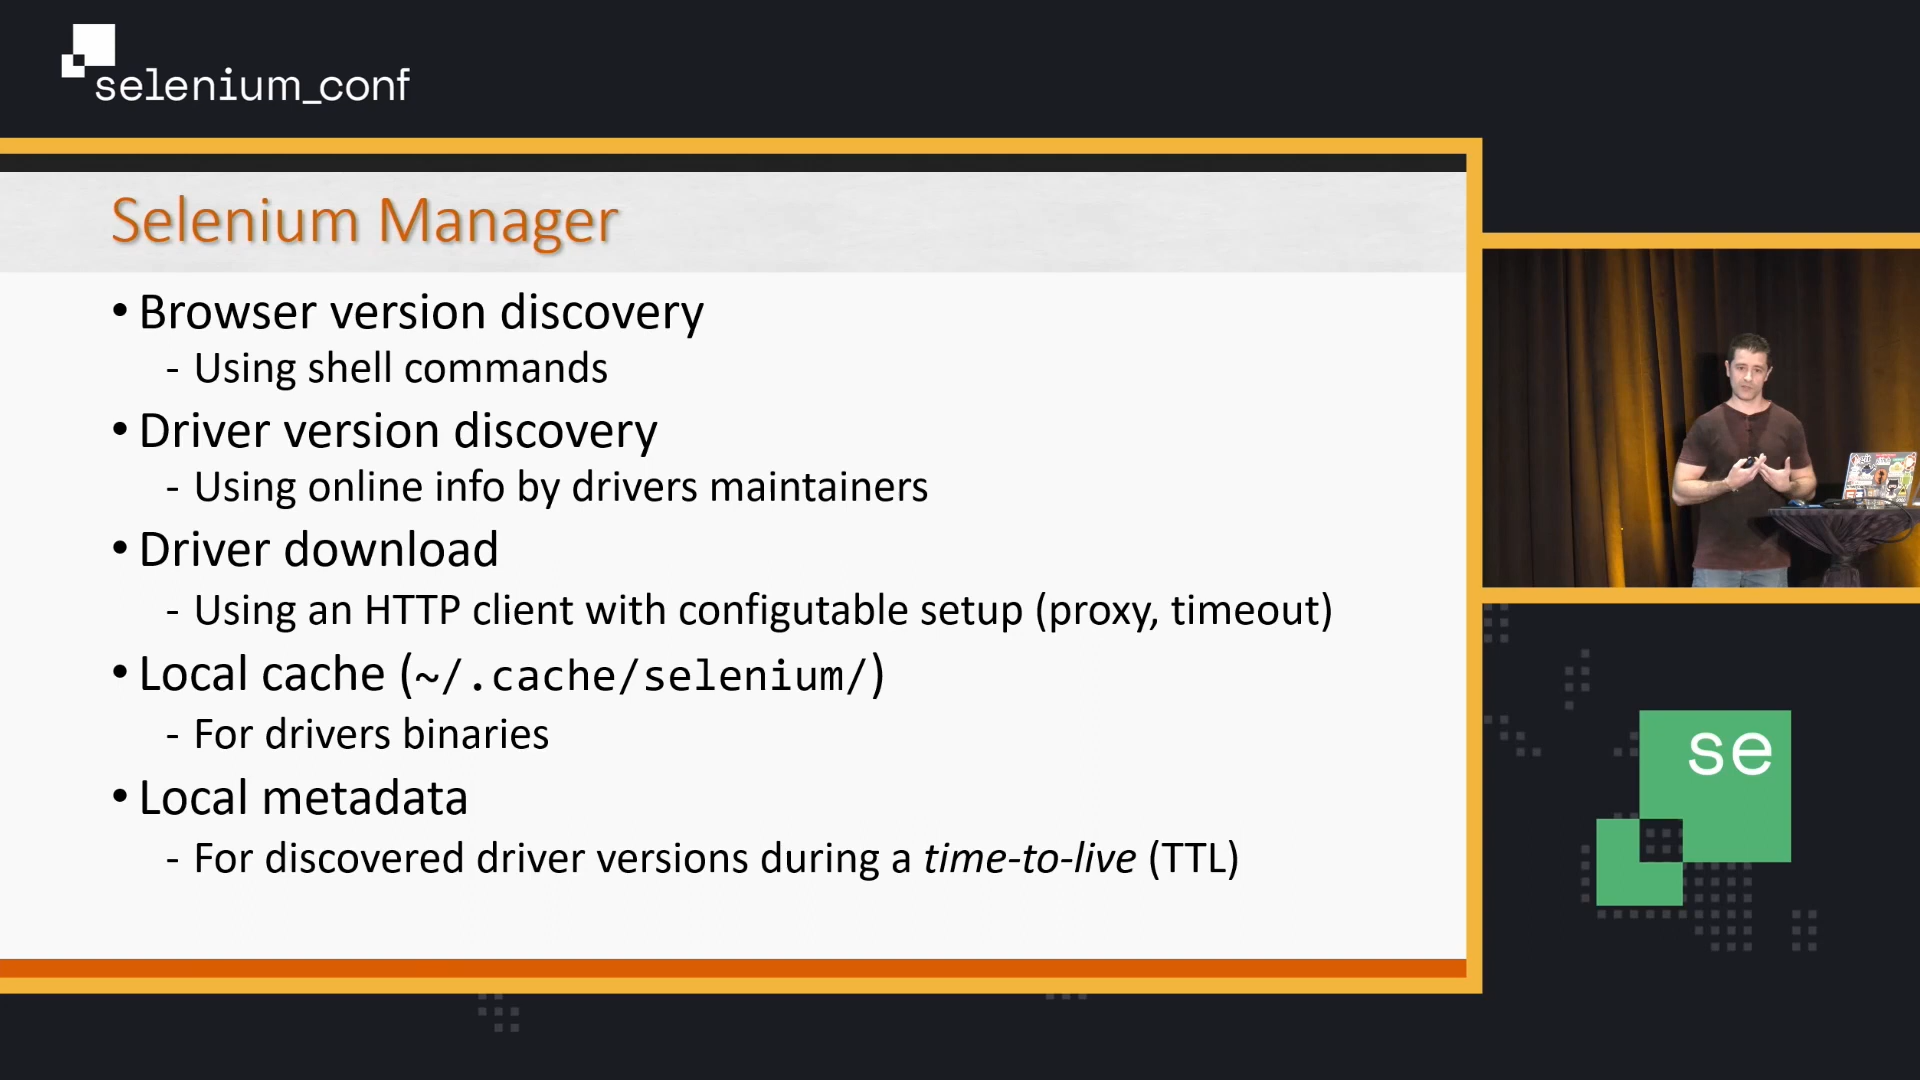 selenium_conf
Selenium Manager
• Browser version discovery
- Using shell commands
• Driver version discovery
- Using online info by drivers maintainers
• Driver download
- Using an HTTP client with configutable setup (proxy, timeout)
• Local cache (~/.cache/selenium/)
- For drivers binaries
• Local metadata
- For discovered driver versions during a time-to-live (TTL)
se